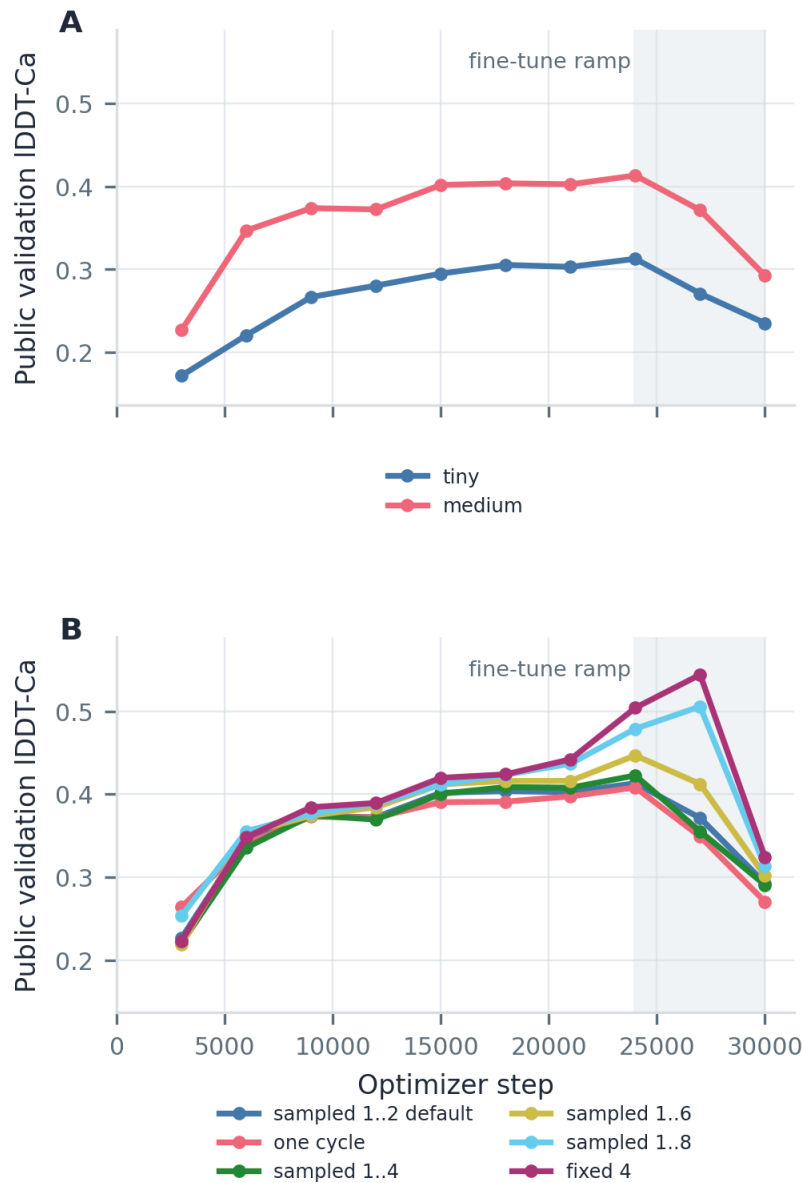 A
fine-tune ramp
Public validation lDDT-Ca
0.5
0.4
0.3
0.2
tiny
medium
B
fine-tune ramp
Public validation lDDT-Ca
0.5
0.4
0.3
0.2
0 5000 10000 15000 20000 25000 30000
Optimizer step
sampled 1..2 default
one cycle
sampled 1..4
sampled 1..6
sampled 1..8
fixed 4